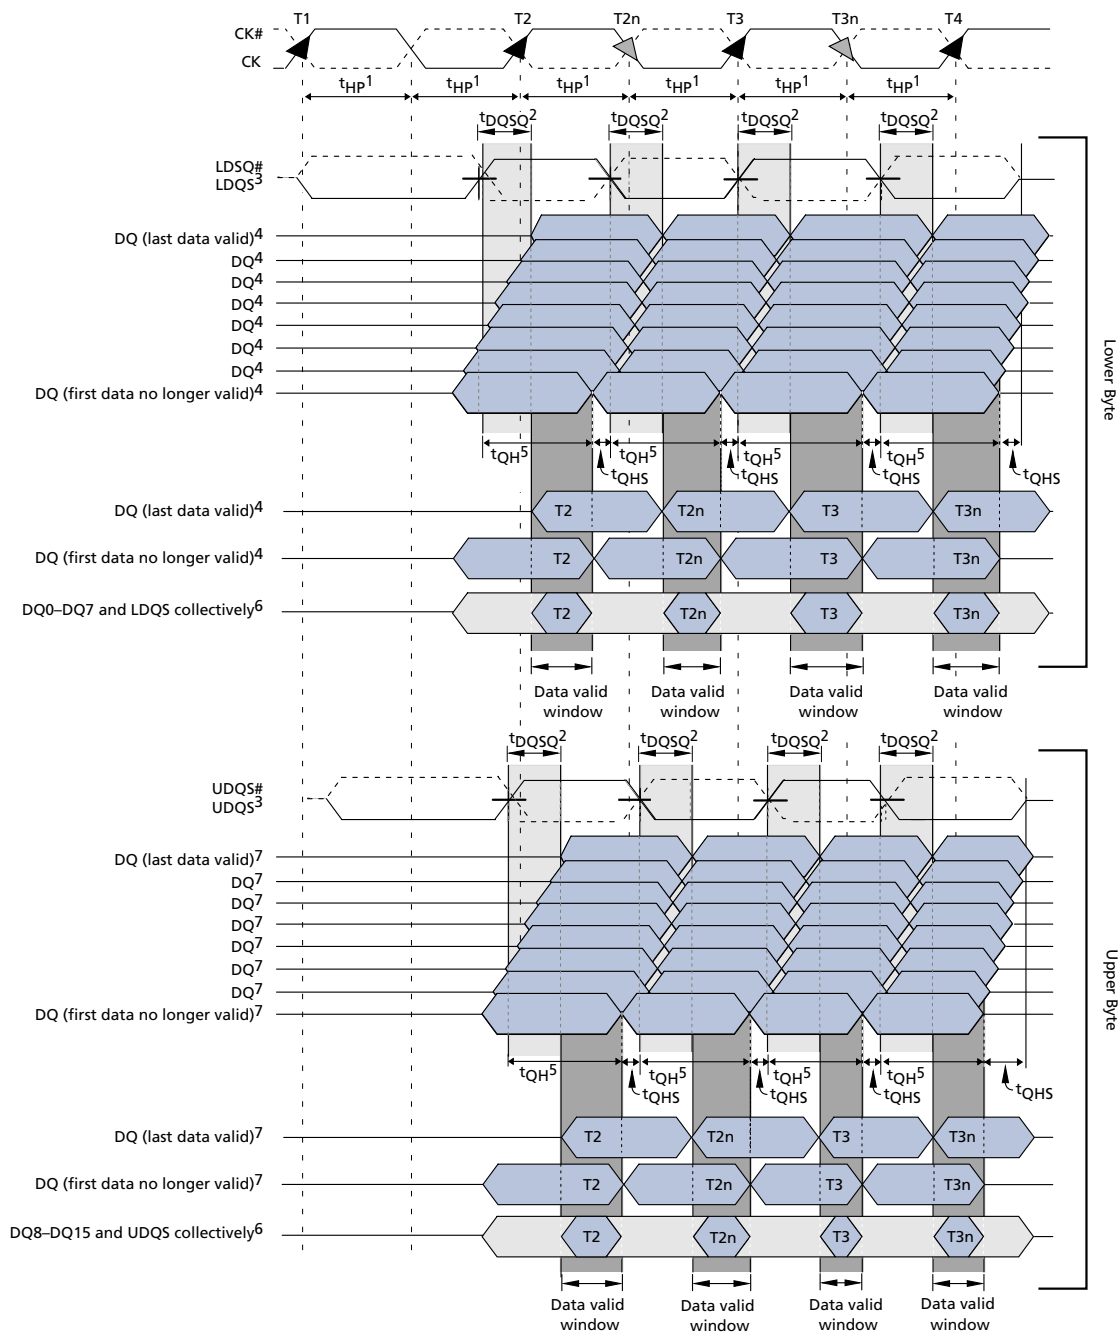 T1 T2 T2n T3 T3n T4
CK#
CK
tHP1 tHP1 tHP1 tHP1 tHP1 tHP1
tDQSQ2 tDQSQ2 tDQSQ2 tDQSQ2
LDSQ#
LDQS3
DQ (last data valid)4
DQ4
DQ4
DQ4
DQ4
DQ4
DQ4
DQ (first data no longer valid)4
Lower Byte
tQH5 tQH5 tQH5 tQH5
tQHS tQHS tQHS tQHS
DQ (last data valid)4 T2 T2n T3 T3n
DQ (first data no longer valid)4 T2 T2n T3 T3n
DQ0–DQ7 and LDQS collectively6 T2 T2n T3 T3n
Data valid window Data valid window Data valid window Data valid window
tDQSQ2 tDQSQ2 tDQSQ2 tDQSQ2
UDQS#
UDQS3
DQ (last data valid)7
DQ7
DQ7
DQ7
DQ7
DQ7
DQ7
DQ (first data no longer valid)7
Upper Byte
tQH5 tQH5 tQH5 tQH5
tQHS tQHS tQHS tQHS
DQ (last data valid)7 T2 T2n T3 T3n
DQ (first data no longer valid)7 T2 T2n T3 T3n
DQ8–DQ15 and UDQS collectively6 T2 T2n T3 T3n
Data valid window Data valid window Data valid window Data valid window